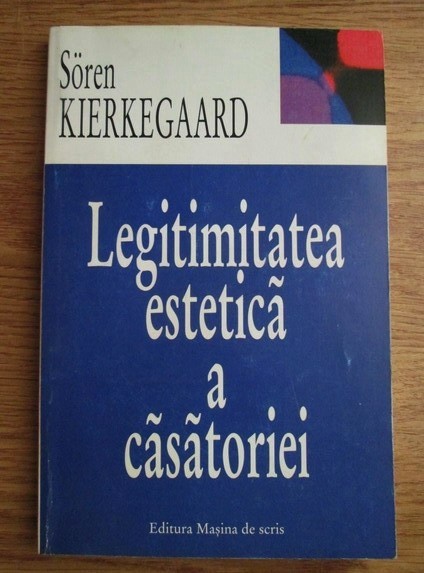 Sören
KIERKEGAARD
Legitimitatea
estetică
a
căsătoriei
Editura Mașina de scris